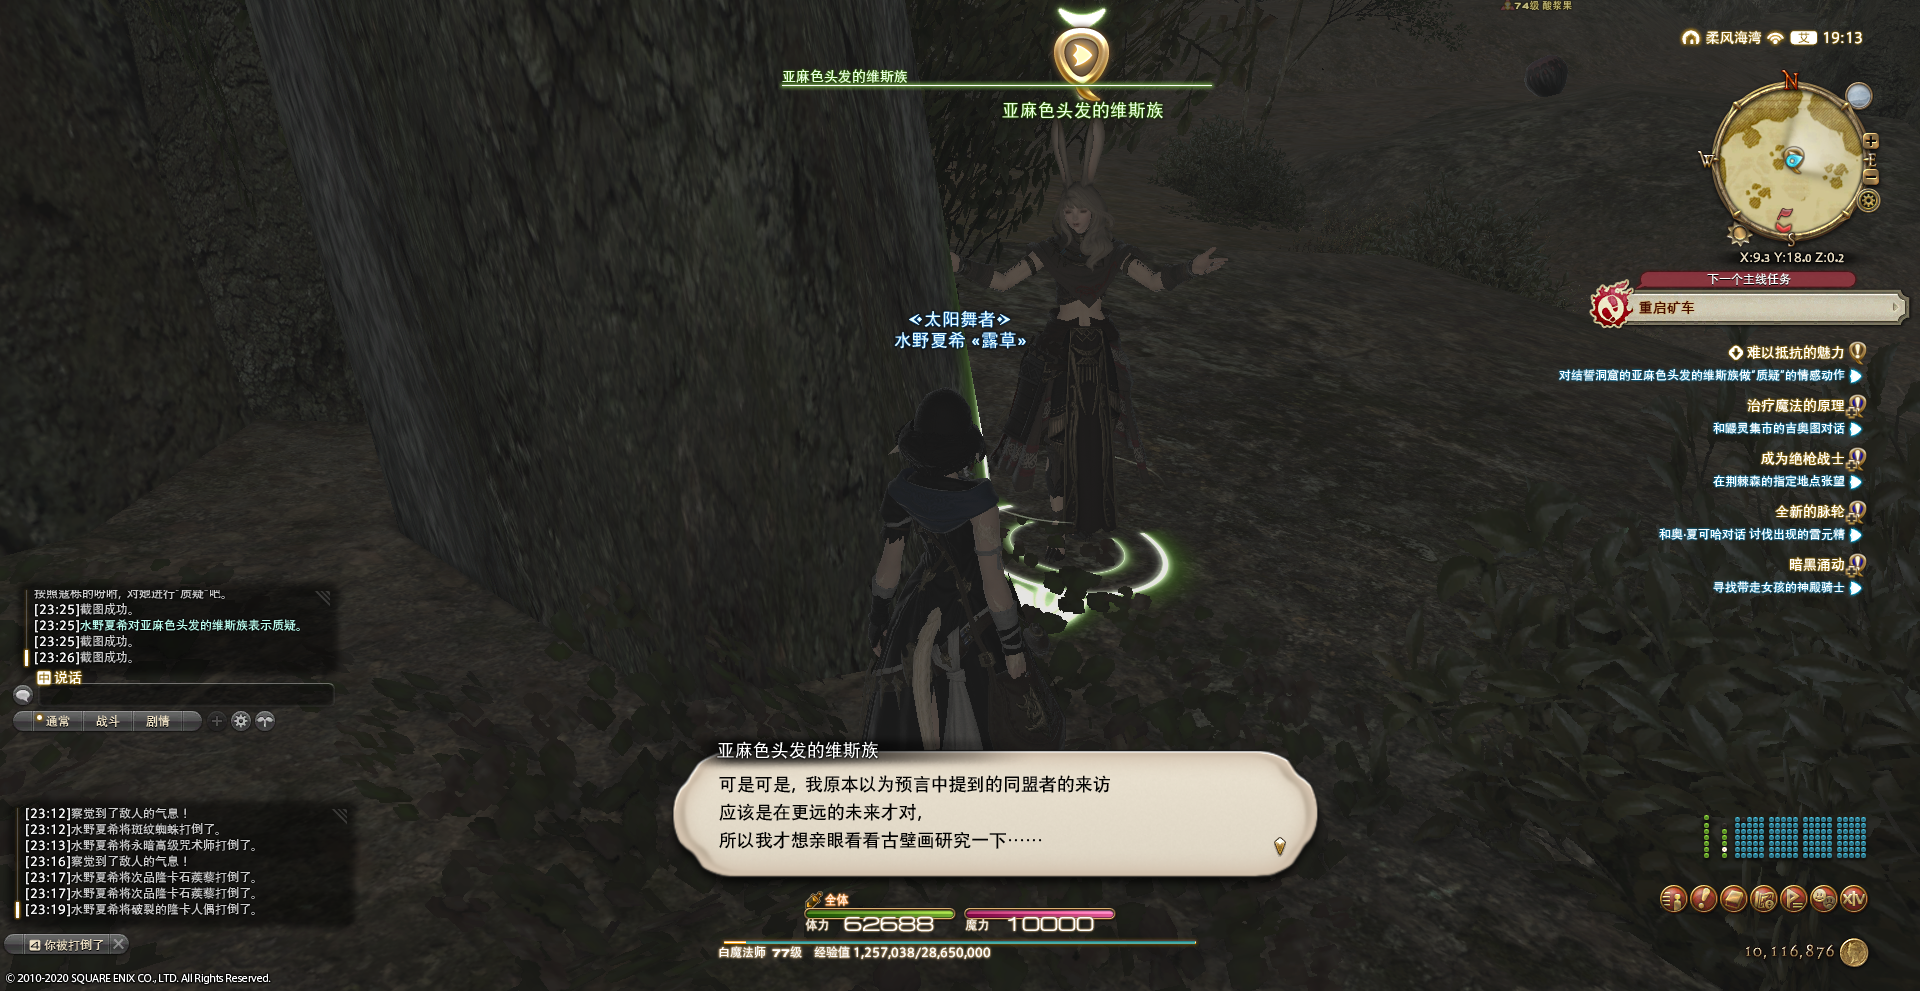 74级 酸浆果
柔风海湾 艾 19:13
亚麻色头发的维斯族
亚麻色头发的维斯族
N
W
E
S
X:9.3 Y:18.0 Z:0.2
下一个主线任务
重启矿车
难以抵抗的魅力
对结誓洞窟的亚麻色头发的维斯族做“质疑”的情感动作
治疗魔法的原理
和鼹灵集市的吉奥图对话
成为绝枪战士
在荆棘森的指定地点张望
全新的脉轮
和奥·夏可哈对话 讨伐出现的雷元精
暗黑涌动
寻找带走女孩的神殿骑士
太阳舞者
水野夏希 «露草»
按照寇栋的吩咐，对她进行“质疑”吧。
[23:25]截图成功。
[23:25]水野夏希对亚麻色头发的维斯族表示质疑。
[23:25]截图成功。
[23:26]截图成功。
说话
通常 战斗 剧情
亚麻色头发的维斯族
可是可是，我原本以为预言中提到的同盟者的来访
应该是在更远的未来才对，
所以我才想亲眼看看古壁画研究一下……
[23:12]察觉到了敌人的气息！
[23:12]水野夏希将斑纹蜘蛛打倒了。
[23:13]水野夏希将永暗高级咒术师打倒了。
[23:16]察觉到了敌人的气息！
[23:17]水野夏希将次品隆卡石蒺藜打倒了。
[23:17]水野夏希将次品隆卡石蒺藜打倒了。
[23:19]水野夏希将破裂的隆卡人偶打倒了。
4 你被打倒了
全体
体力 62688 魔力 10000
白魔法师 77级 经验值 1,257,038/28,650,000
XIV
10,116,876
© 2010-2020 SQUARE ENIX CO., LTD. All Rights Reserved.